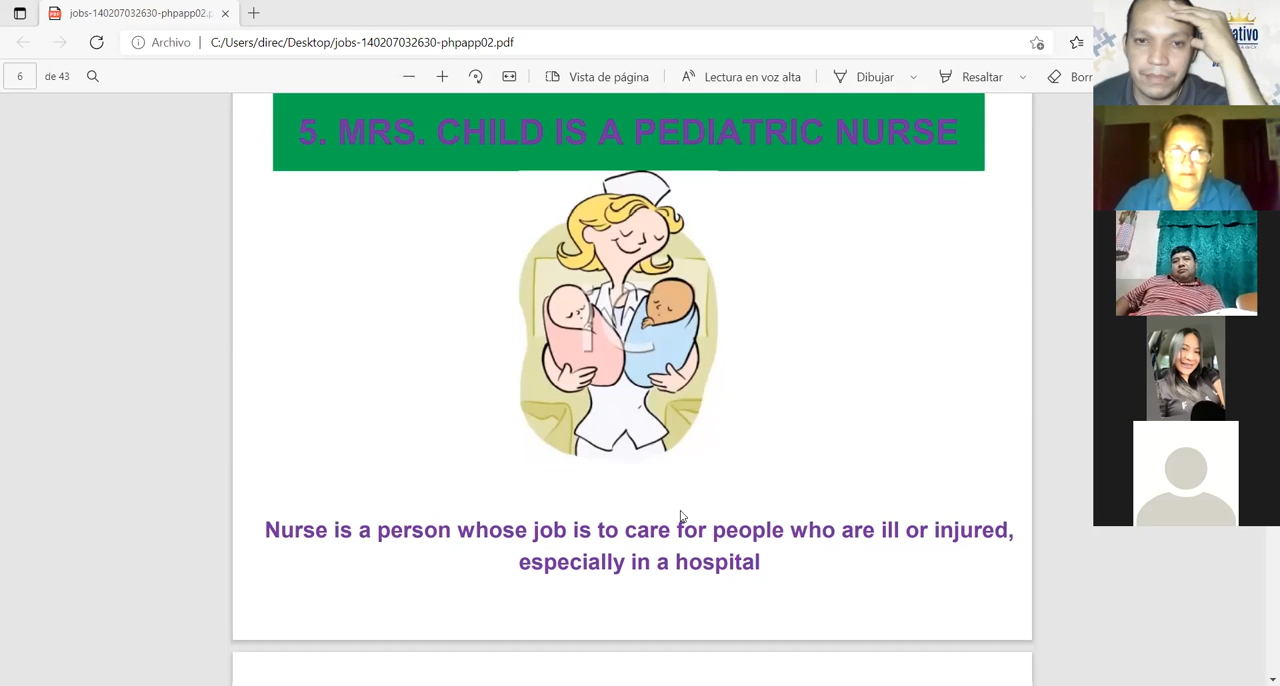 jobs-140207032630-phpapp02.p
Archivo
C:/Users/direc/Desktop/jobs-140207032630-phpapp02.pdf
6 de 43
Vista de página
Lectura en voz alta
Dibujar
Resaltar
Borr
5. MRS. CHILD IS A PEDIATRIC NURSE
Nurse is a person whose job is to care for people who are ill or injured,
especially in a hospital